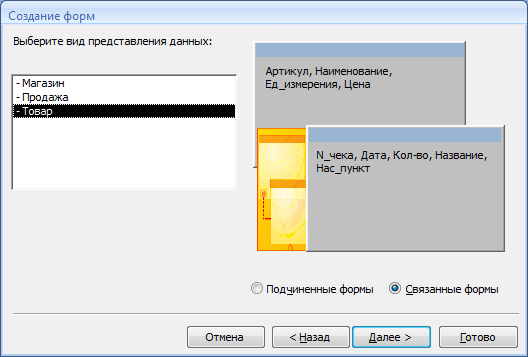 Создание форм
Выберите вид представления данных:
- Магазин
- Продажа
- Товар
Артикул, Наименование,
Ед_измерения, Цена
N_чека, Дата, Кол-во, Название,
Нас_пункт
Подчиненные формы
Связанные формы
Отмена
< Назад
Далее >
Готово